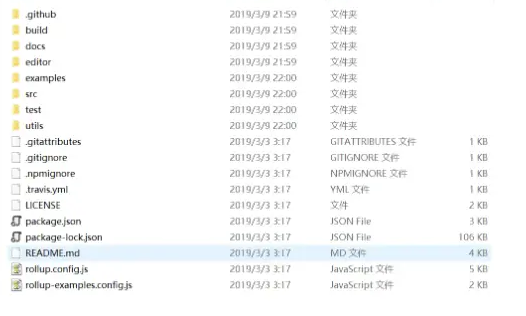 .github 2019/3/9 21:59 文件夹
build 2019/3/9 21:59 文件夹
docs 2019/3/9 21:59 文件夹
editor 2019/3/9 21:59 文件夹
examples 2019/3/9 22:00 文件夹
src 2019/3/9 22:00 文件夹
test 2019/3/9 22:00 文件夹
utils 2019/3/9 22:00 文件夹
.gitattributes 2019/3/3 3:17 GITATTRIBUTES 文件 1 KB
.gitignore 2019/3/3 3:17 GITIGNORE 文件 1 KB
.npmignore 2019/3/3 3:17 NPMIGNORE 文件 1 KB
.travis.yml 2019/3/3 3:17 YML 文件 1 KB
LICENSE 2019/3/3 3:17 文件 2 KB
package.json 2019/3/3 3:17 JSON File 3 KB
package-lock.json 2019/3/3 3:17 JSON File 106 KB
README.md 2019/3/3 3:17 MD 文件 4 KB
rollup.config.js 2019/3/3 3:17 JavaScript 文件 5 KB
rollup-examples.config.js 2019/3/3 3:17 JavaScript 文件 2 KB